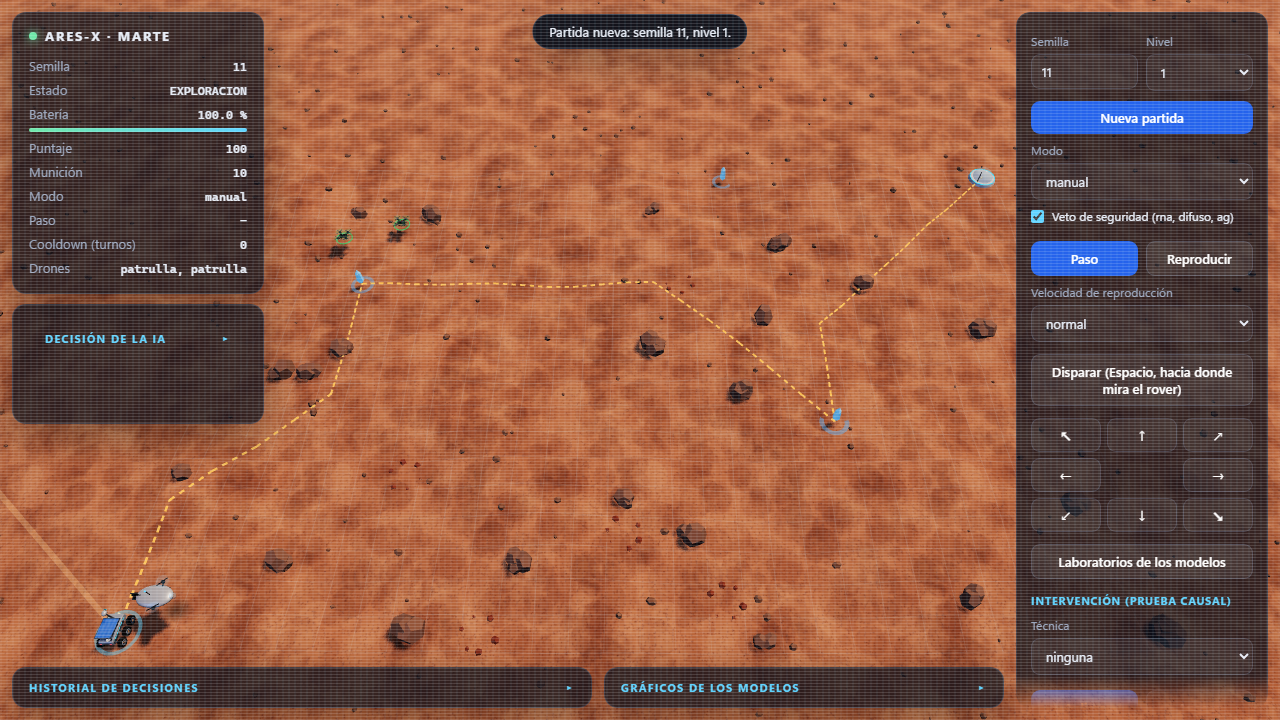 ARES-X · MARTE
Semilla 11
Estado EXPLORACION
Batería 100.0 %
Puntaje 100
Munición 10
Modo manual
Paso –
Cooldown (turnos) 0
Drones patrulla, patrulla
DECISIÓN DE LA IA
Partida nueva: semilla 11, nivel 1.
Semilla Nivel
11 1
Nueva partida
Modo
manual
Veto de seguridad (rna, difuso, ag)
Paso Reproducir
Velocidad de reproducción
normal
Disparar (Espacio, hacia donde
mira el rover)
↖ ↑ ↗
← →
↙ ↓ ↘
Laboratorios de los modelos
INTERVENCIÓN (PRUEBA CAUSAL)
Técnica
ninguna
HISTORIAL DE DECISIONES
GRÁFICOS DE LOS MODELOS